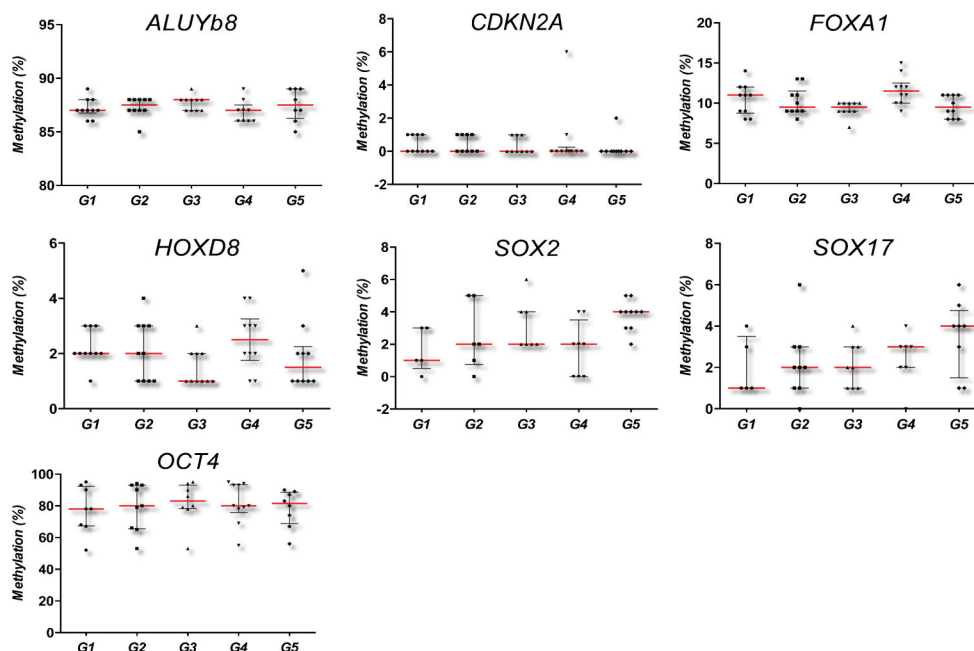 ALUYb8
Methylation (%)
95
90
85
80
G1 G2 G3 G4 G5
CDKN2A
Methylation (%)
8
6
4
2
0
-2
G1 G2 G3 G4 G5
FOXA1
Methylation (%)
20
15
10
5
0
G1 G2 G3 G4 G5
HOXD8
Methylation (%)
6
4
2
0
G1 G2 G3 G4 G5
SOX2
Methylation (%)
8
6
4
2
0
-2
G1 G2 G3 G4 G5
SOX17
Methylation (%)
8
6
4
2
0
G1 G2 G3 G4 G5
OCT4
Methylation (%)
100
80
60
40
20
0
G1 G2 G3 G4 G5